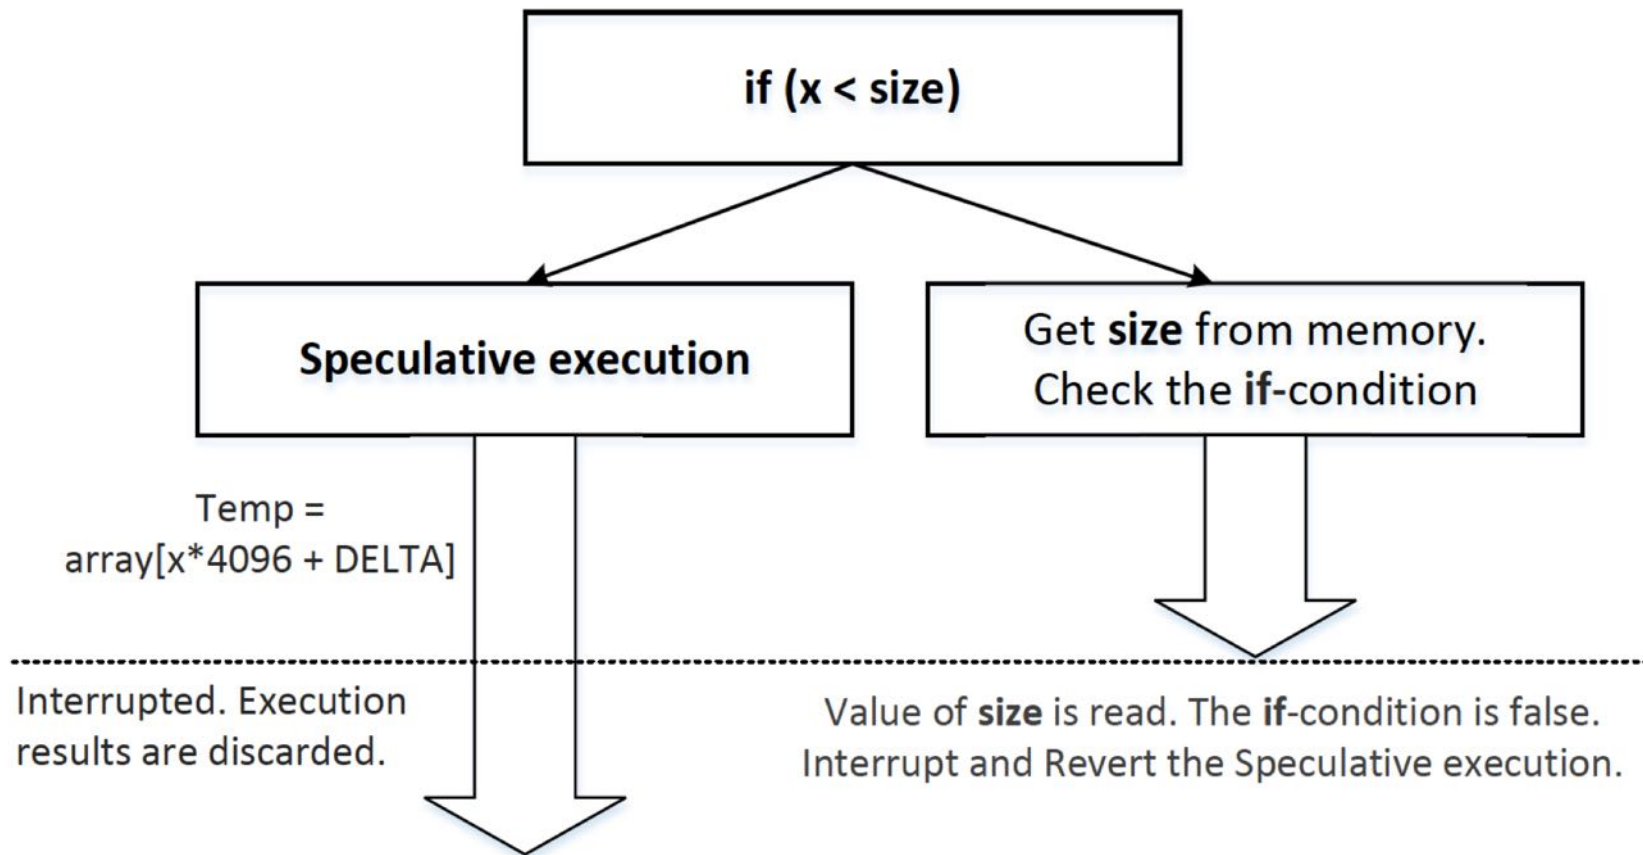 if (x < size)
Speculative execution
Get size from memory.
Check the if-condition
Temp =
array[x*4096 + DELTA]
Interrupted. Execution
results are discarded.
Value of size is read. The if-condition is false.
Interrupt and Revert the Speculative execution.